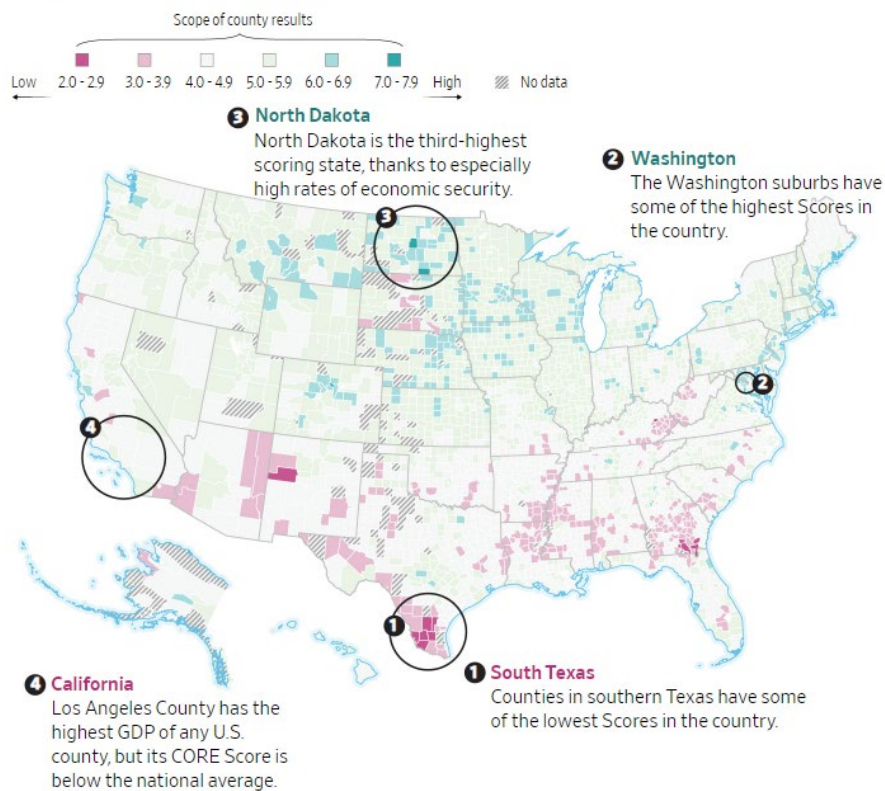 Scope of county results
Low 2.0 - 2.9 3.0 - 3.9 4.0 - 4.9 5.0 - 5.9 6.0 - 6.9 7.0 - 7.9 High No data
3 North Dakota
North Dakota is the third-highest
scoring state, thanks to especially
high rates of economic security.
2 Washington
The Washington suburbs have
some of the highest Scores in
the country.
3
2
4
1
4 California
Los Angeles County has the
highest GDP of any U.S.
county, but its CORE Score is
below the national average.
1 South Texas
Counties in southern Texas have some
of the lowest Scores in the country.